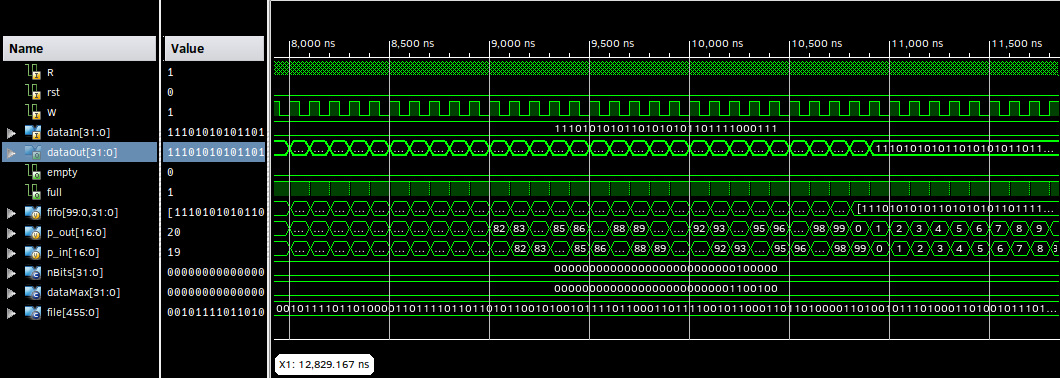 8,000 ns 8,500 ns 9,000 ns 9,500 ns 10,000 ns 10,500 ns 11,000 ns 11,500 ns
Name Value
R 1
rst 0
W 1
dataIn[31:0] 11101010101101 11101010101101010101101111000111
dataOut[31:0] 11101010101101 ... ... ... ... ... ... ... ... ... ... ... ... ... ... 111010101011010101011011...
empty 0
full 1
fifo[99:0,31:0] [1110101010110 ... ... ... ... ... ... ... ... ... ... ... ... ... ... [11101010101101010101101111...
p_out[16:0] 20 ... ... ... ... ... 82 83 ... 85 86 ... 88 89 ... ... 92 93 ... 95 96 ... 98 99 0 1 2 3 4 5 6 7 8 9
p_in[16:0] 19 ... ... ... ... ... ... 82 83 ... 85 86 ... 88 89 ... ... 92 93 ... 95 96 ... 98 99 0 1 2 3 4 5 6 7 8
nBits[31:0] 00000000000000 00000000000000000000000000100000
dataMax[31:0] 00000000000000 00000000000000000000000001100100
file[455:0] 00101111011010
X1: 12,829.167 ns